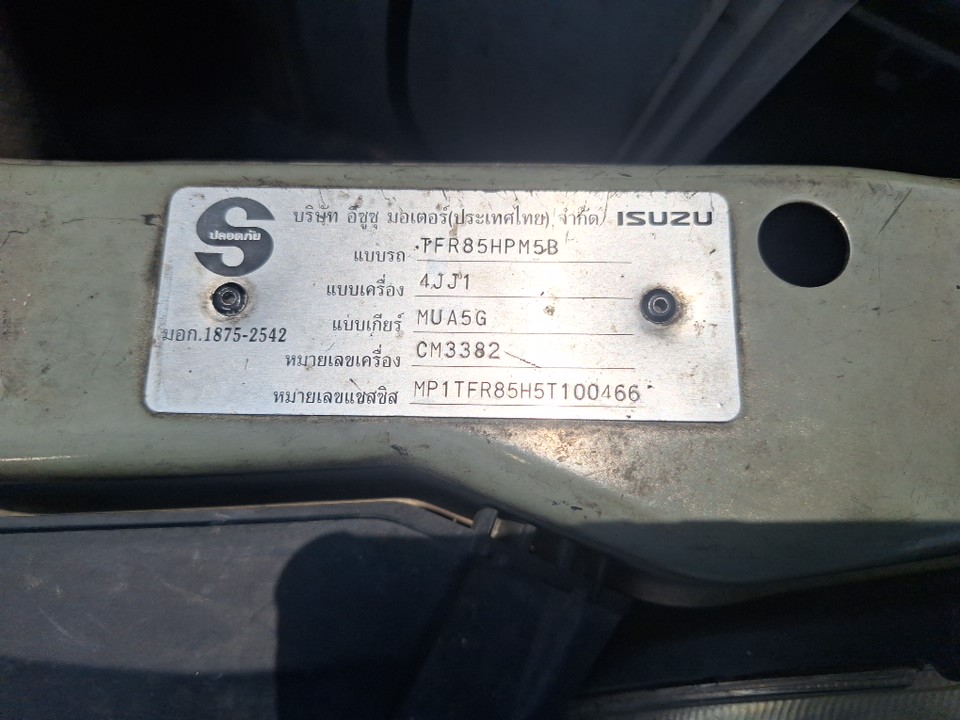 บริษัท อีซูซุ มอเตอร์(ประเทศไทย) จำกัด ISUZU
ปลอดภัย
แบบรถ TFR85HPM5B
แบบเครื่อง 4JJ1
แบบเกียร์ MUA5G
มอก.1875-2542
หมายเลขเครื่อง CM3382
หมายเลขแชสซิส MP1TFR85H5T100466